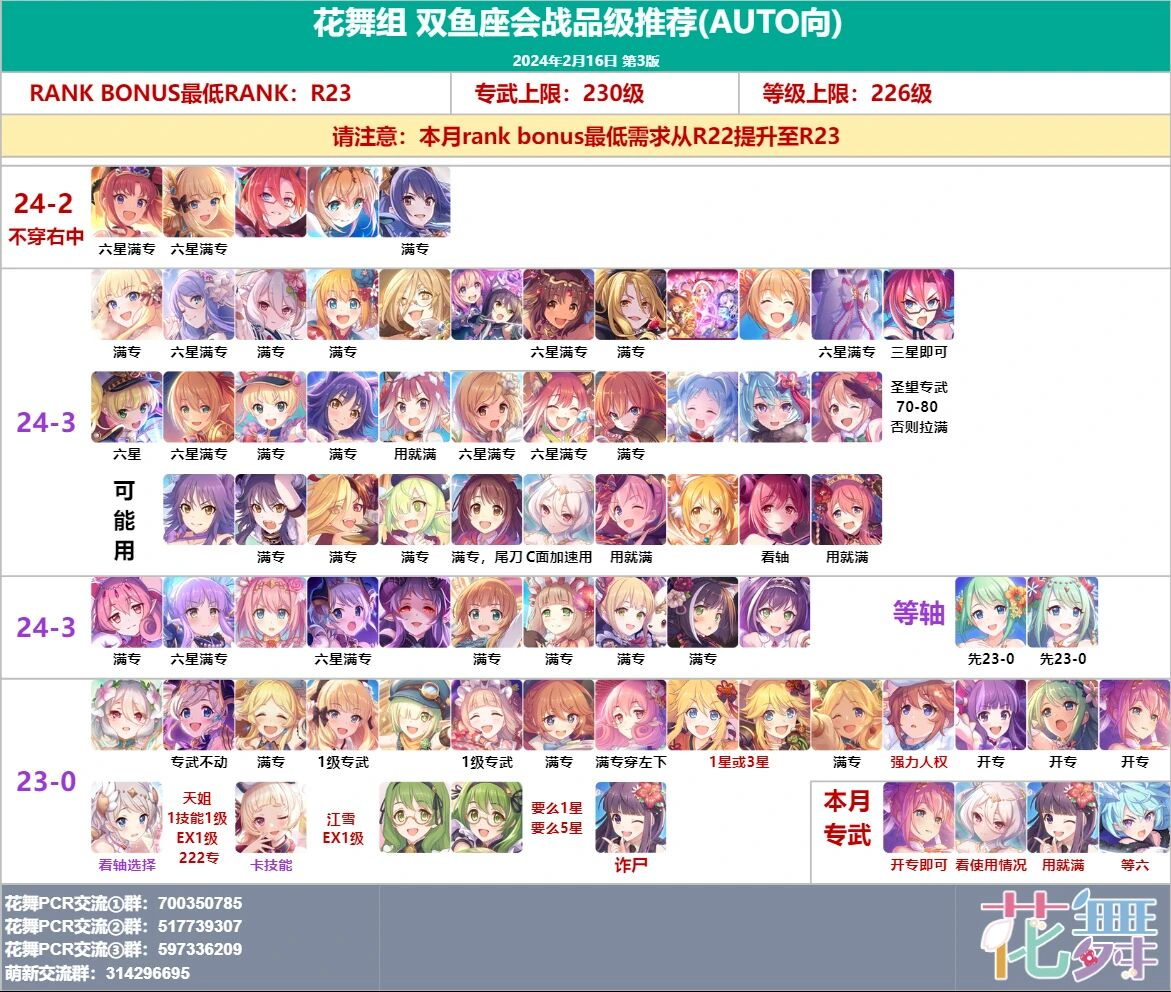 花舞组 双鱼座会战品级推荐(AUTO向)
2024年2月16日 第3版
RANK BONUS最低RANK：R23
专武上限：230级
等级上限：226级
请注意：本月rank bonus最低需求从R22提升至R23
24-2
不穿右中
六星满专
六星满专
满专
24-3
满专
六星满专
满专
满专
六星满专
满专
六星满专
三星即可
六星
六星满专
满专
满专
用就满
六星满专
六星满专
满专
圣望专武
70-80
否则拉满
可能用
满专
满专
满专
满专，尾刀
C面加速用
用就满
看轴
用就满
24-3
满专
六星满专
六星满专
满专
满专
满专
满专
等轴
先23-0
先23-0
23-0
专武不动
满专
1级专武
1级专武
满专
满专穿左下
1星或3星
满专
强力人权
开专
开专
开专
看轴选择
天姐
1技能1级
EX1级
222专
卡技能
江雪
EX1级
要么1星
要么5星
诈尸
本月
专武
开专即可
看使用情况
用就满
等六
花舞PCR交流①群：700350785
花舞PCR交流②群：517739307
花舞PCR交流③群：597336209
萌新交流群：314296695
花舞